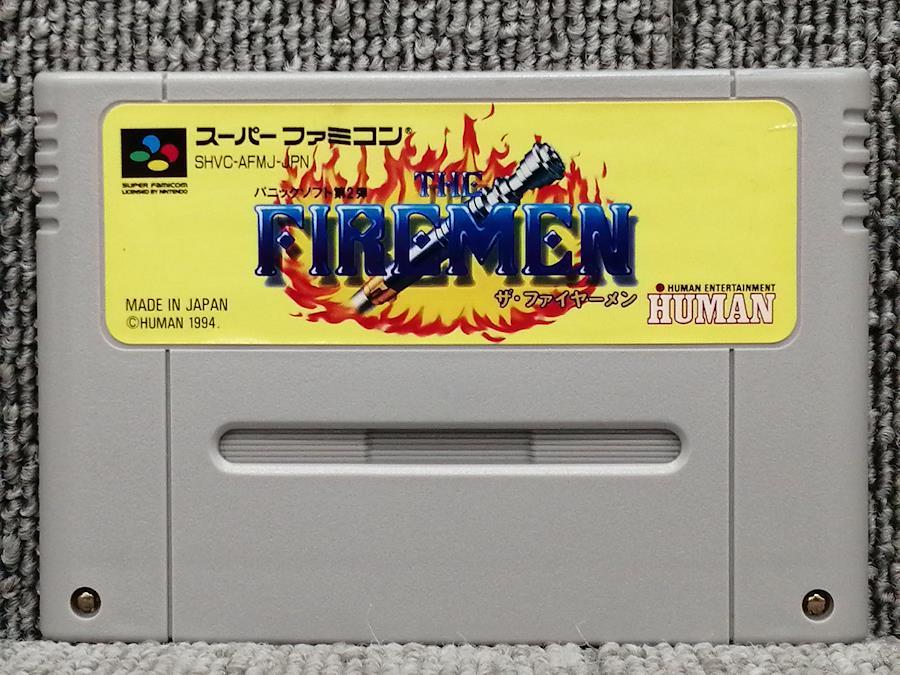 スーパーファミコン®
SHVC-AFMJ-JPN
SUPER FAMICOM
LICENSED BY NINTENDO
パニックソフト第2弾
THE
FIREMEN
ザ・ファイヤーメン
MADE IN JAPAN
©HUMAN 1994.
HUMAN ENTERTAINMENT
HUMAN